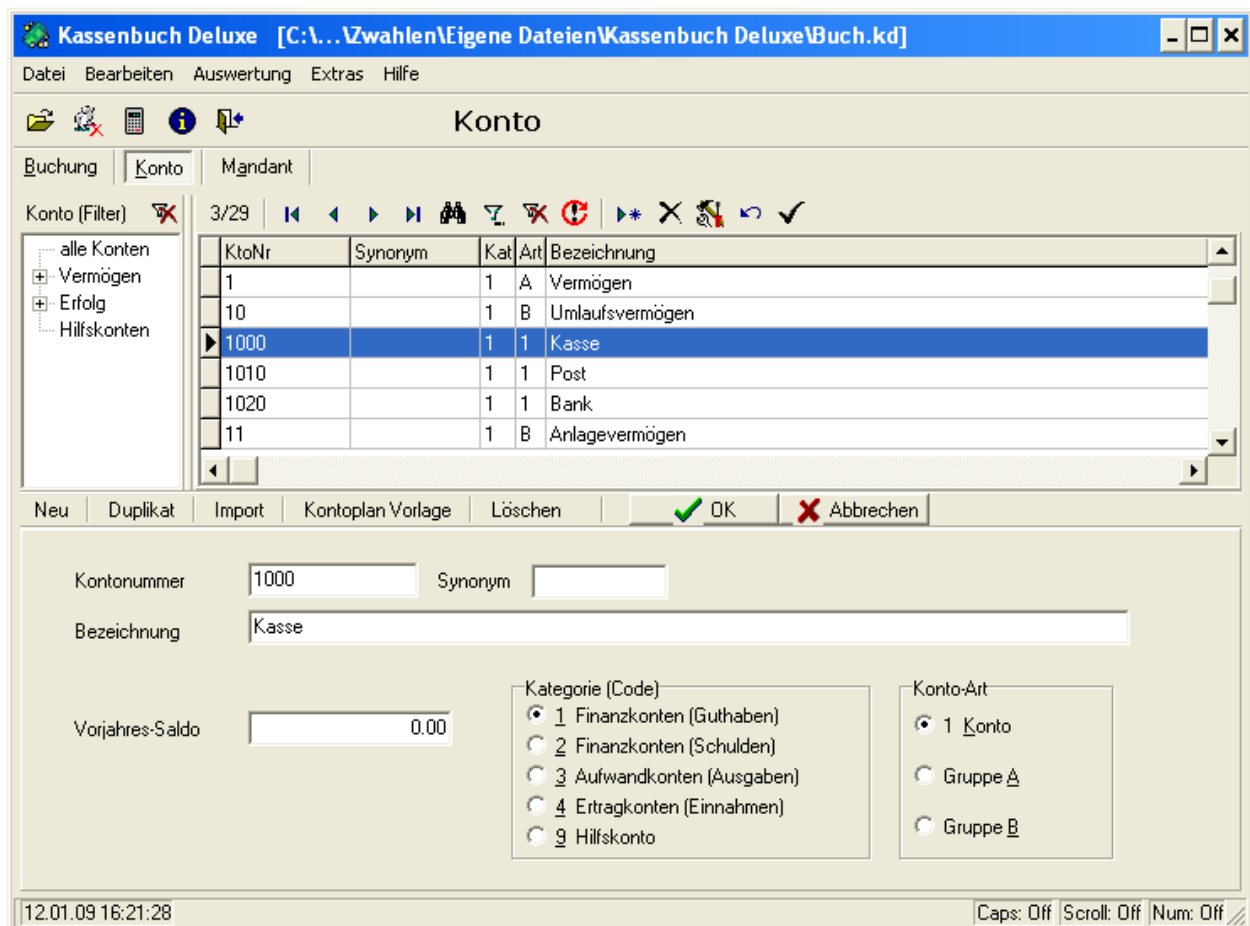 Kassenbuch Deluxe [C:\...\Zwahlen\Eigene Dateien\Kassenbuch Deluxe\Buch.kd]
Datei Bearbeiten Auswertung Extras Hilfe
Konto
Buchung Konto Mandant
Konto (Filter) 3/29
alle Konten
Vermögen
Erfolg
Hilfskonten
KtoNr Synonym Kat Art Bezeichnung
1 1 A Vermögen
10 1 B Umlaufsvermögen
1000 1 1 Kasse
1010 1 1 Post
1020 1 1 Bank
11 1 B Anlagevermögen
Neu Duplikat Import Kontoplan Vorlage Löschen OK Abbrechen
Kontonummer 1000 Synonym
Bezeichnung Kasse
Vorjahres-Saldo 0.00
Kategorie (Code)
1 Finanzkonten (Guthaben)
2 Finanzkonten (Schulden)
3 Aufwandkonten (Ausgaben)
4 Ertragkonten (Einnahmen)
9 Hilfskonto
Konto-Art
1 Konto
Gruppe A
Gruppe B
12.01.09 16:21:28 Caps: Off Scroll: Off Num: Off